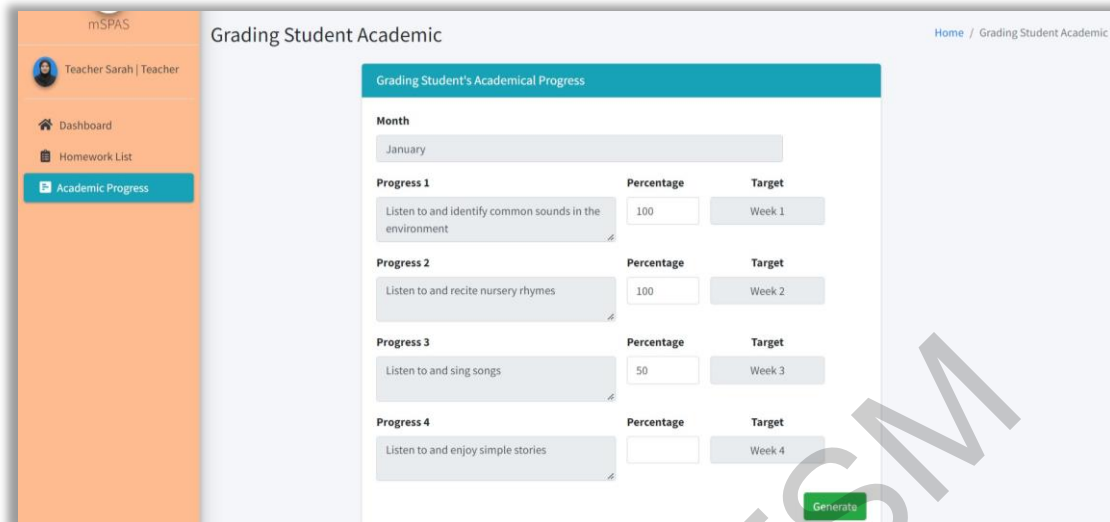 mSPAS
Teacher Sarah | Teacher
Dashboard
Homework List
Academic Progress
Grading Student Academic
Home / Grading Student Academic
Grading Student's Academical Progress
Month
January
Progress 1 Percentage Target
Listen to and identify common sounds in the 100 Week 1
environment
Progress 2 Percentage Target
Listen to and recite nursery rhymes 100 Week 2
Progress 3 Percentage Target
Listen to and sing songs 50 Week 3
Progress 4 Percentage Target
Listen to and enjoy simple stories Week 4
Generate